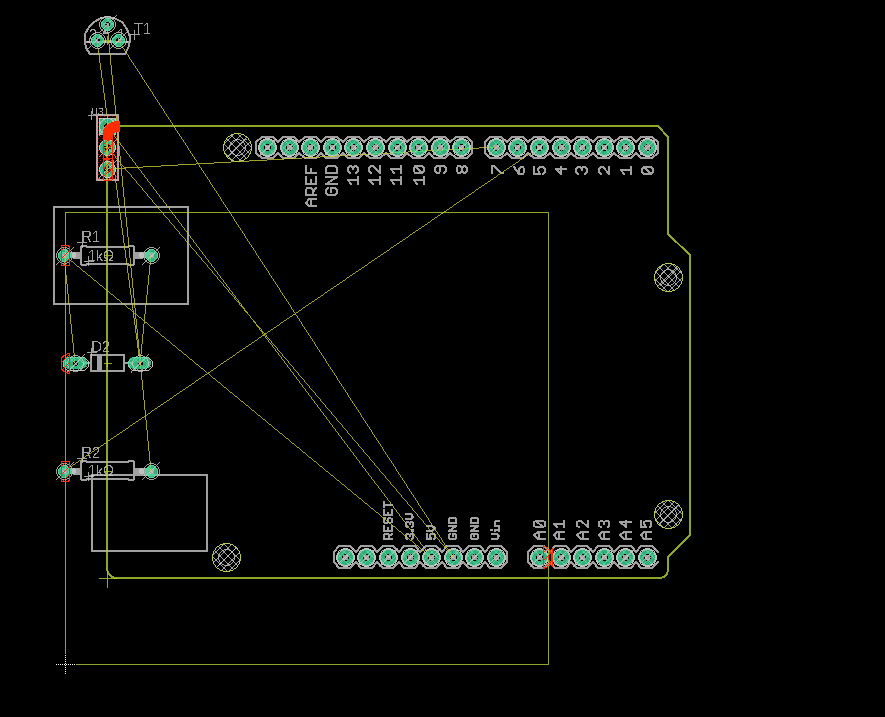 T1
AREF
GND
13
12
11
10
9
8
7
6
5
4
3
2
1
0
R1
1kΩ
D2
R2
1kΩ
RESET
3.3V
5V
GND
GND
Vin
A0
A1
A2
A3
A4
A5